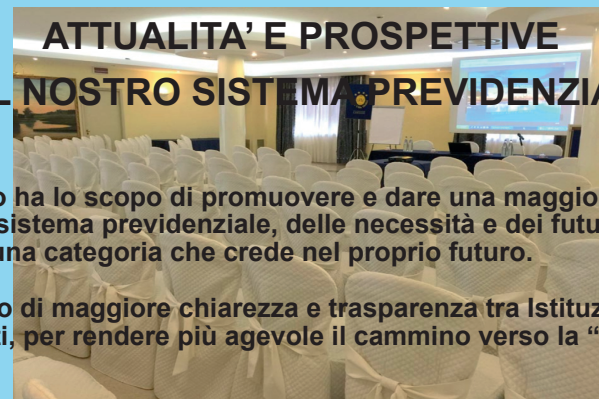 ATTUALITA’ E PROSPETTIVE
L NOSTRO SISTEMA PREVIDENZIA
o ha lo scopo di promuovere e dare una maggio
sistema previdenziale, delle necessità e dei futu
una categoria che crede nel proprio futuro.
o di maggiore chiarezza e trasparenza tra Istituz
ti, per rendere più agevole il cammino verso la “